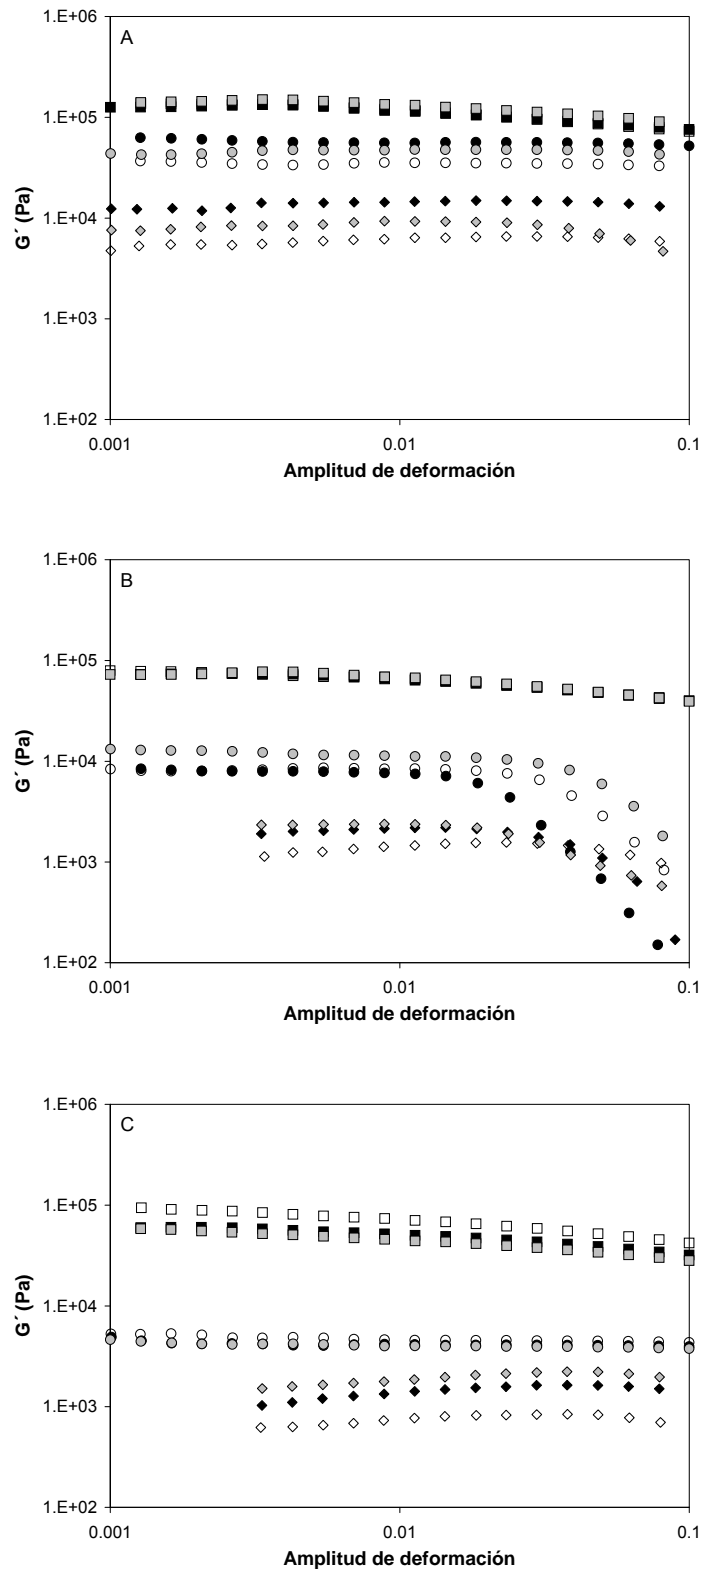 1.E+06
A
1.E+05
1.E+04
1.E+03
1.E+02
G´ (Pa)
0.001
0.01
0.1
Amplitud de deformación
1.E+06
B
1.E+05
1.E+04
1.E+03
1.E+02
G´ (Pa)
0.001
0.01
0.1
Amplitud de deformación
1.E+06
C
1.E+05
1.E+04
1.E+03
1.E+02
G´ (Pa)
0.001
0.01
0.1
Amplitud de deformación